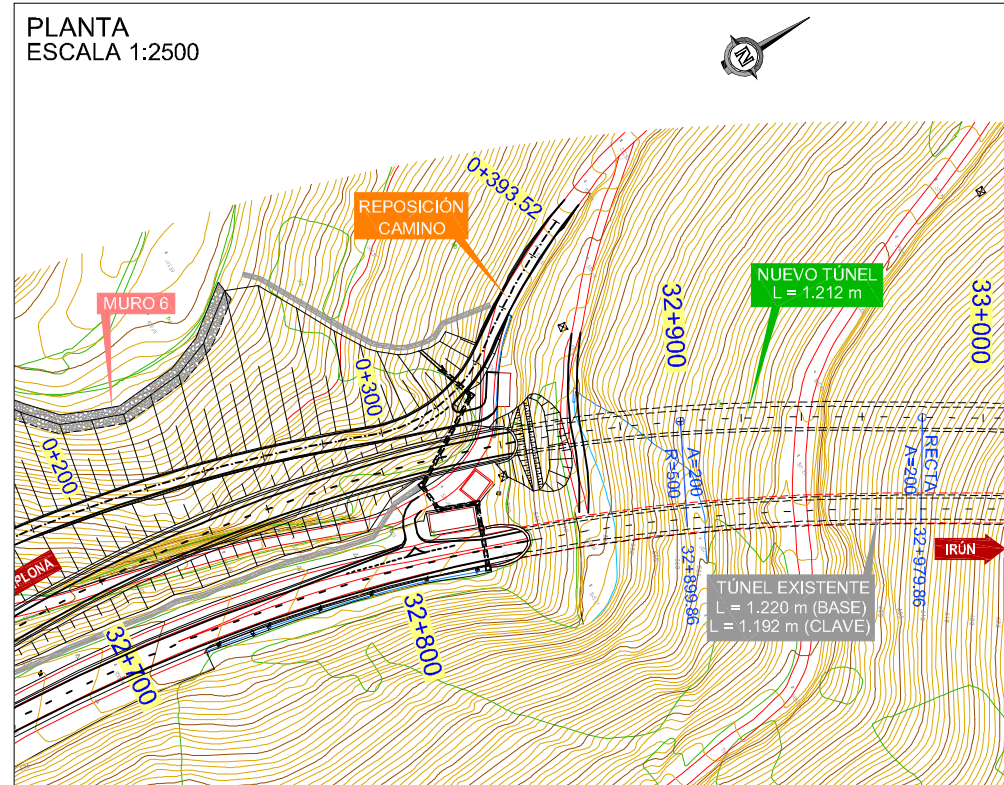 PLANTA
ESCALA 1:2500
N
0+393.52
REPOSICIÓN
CAMINO
MURO 6
NUEVO TÚNEL
L = 1.212 m
32+900
33+000
0+300
0+200
A=200
R=500
RECTA
A=200
32+899.86
32+979.86
PLONA
IRÚN
TÚNEL EXISTENTE
L = 1.220 m (BASE)
L = 1.192 m (CLAVE)
32+700
32+800